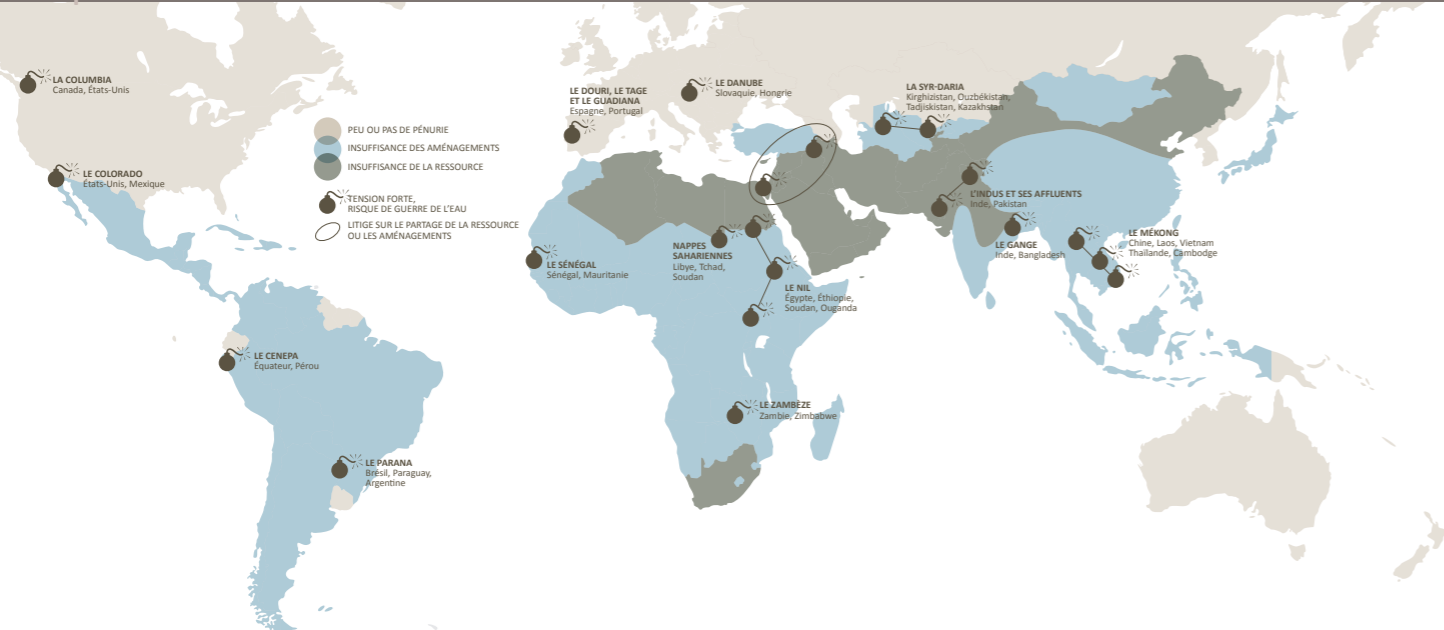 LA COLUMBIA
Canada, États-Unis
LE COLORADO
États-Unis, Mexique
PEU OU PAS DE PÉNURIE
INSUFFISANCE DES AMÉNAGEMENTS
INSUFFISANCE DE LA RESSOURCE
TENSION FORTE,
RISQUE DE GUERRE DE L'EAU
LITIGE SUR LE PARTAGE DE LA RESSOURCE
OU LES AMÉNAGEMENTS
LE DOURI, LE TAGE
ET LE GUADIANA
Espagne, Portugal
LE DANUBE
Slovaquie, Hongrie
LA SYR-DARIA
Kirghizistan, Ouzbékistan,
Tadjiskistan, Kazakhstan
L'INDUS ET SES AFFLUENTS
Inde, Pakistan
LE GANGE
Inde, Bangladesh
LE MÉKONG
Chine, Laos, Vietnam
Thaïlande, Cambodge
NAPPES
SAHARIENNES
Libye, Tchad,
Soudan
LE SÉNÉGAL
Sénégal, Mauritanie
LE NIL
Égypte, Éthiopie,
Soudan, Ouganda
LE CENEPA
Équateur, Pérou
LE ZAMBÈZE
Zambie, Zimbabwe
LE PARANA
Brésil, Paraguay,
Argentine